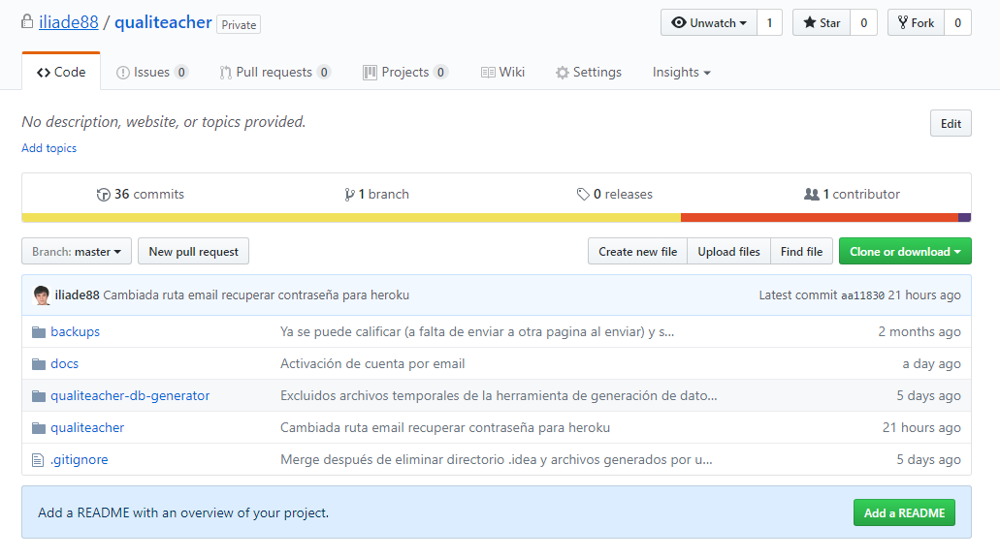 iliade88 / qualiteacher Private Unwatch 1 Star 0 Fork 0
Code Issues 0 Pull requests 0 Projects 0 Wiki Settings Insights
No description, website, or topics provided. Edit
Add topics
36 commits 1 branch 0 releases 1 contributor
Branch: master New pull request Create new file Upload files Find file Clone or download
iliade88 Cambiada ruta email recuperar contraseña para heroku Latest commit aa11830 21 hours ago
backups Ya se puede calificar (a falta de enviar a otra pagina al enviar) y s... 2 months ago
docs Activación de cuenta por email a day ago
qualiteacher-db-generator Excluidos archivos temporales de la herramienta de generación de dato... 5 days ago
qualiteacher Cambiada ruta email recuperar contraseña para heroku 21 hours ago
.gitignore Merge después de eliminar directorio .idea y archivos generados por u... 5 days ago
Add a README with an overview of your project. Add a README